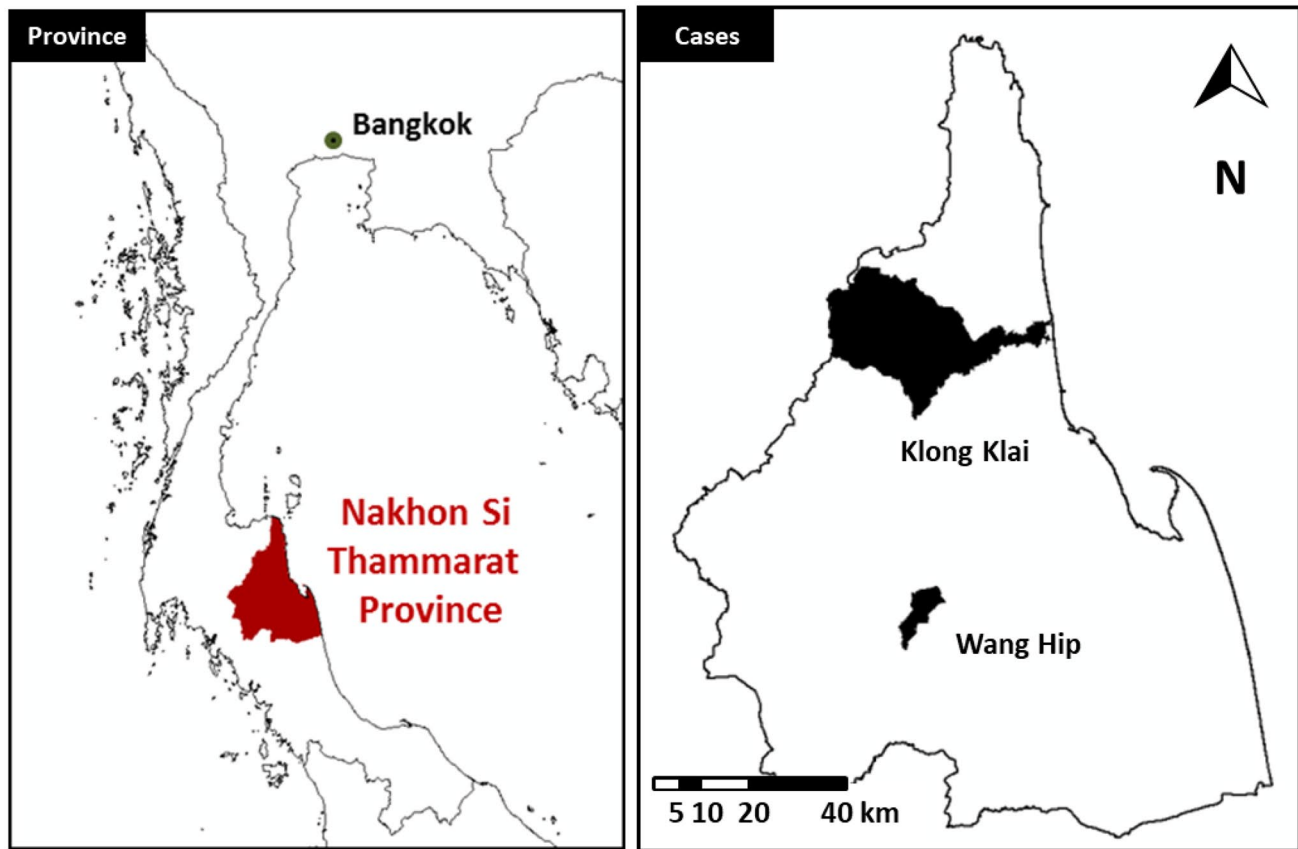 Province
Bangkok
Nakhon Si
Thammarat
Province
Cases
N
Klong Klai
Wang Hip
5 10 20 40 km